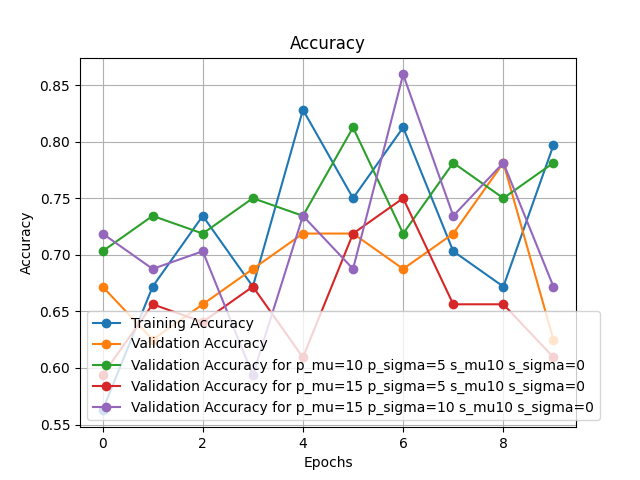 Accuracy
0.85
0.80
0.75
0.70
0.65
0.60
0.55
Accuracy
Training Accuracy
Validation Accuracy
Validation Accuracy for p_mu=10 p_sigma=5 s_mu10 s_sigma=0
Validation Accuracy for p_mu=15 p_sigma=5 s_mu10 s_sigma=0
Validation Accuracy for p_mu=15 p_sigma=10 s_mu10 s_sigma=0
0 2 4 6 8
Epochs